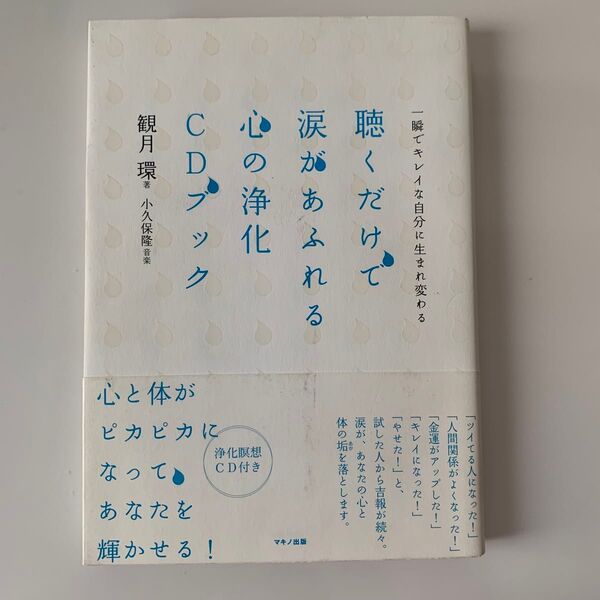 一瞬でキレイな自分に生まれ変わる
聴くだけで
涙があふれる
心の浄化
CDブック
観月 環 著
小久保隆 音楽
「ツイてる人になった!」
「人間関係がよくなった!」
「金運がアップした!」
「キレイになった!」
「やせた!」と、
試した人から吉報が続々。
涙が、あなたの心と
体の垢を落とします。
あか
浄化瞑想
CD付き
心と体が
ピカピカに
なって、
あなたを
輝かせる!
マキノ出版